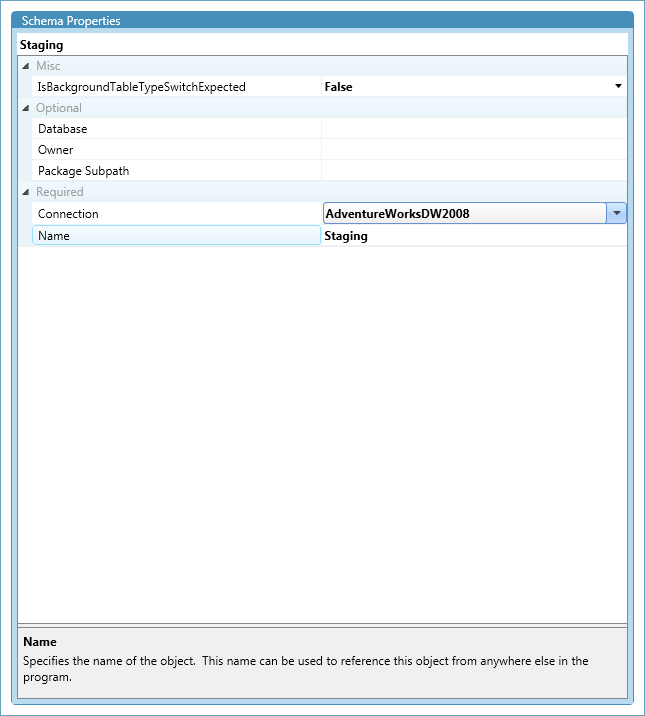 Schema Properties
Staging
Misc
IsBackgroundTableTypeSwitchExpected False
Optional
Database
Owner
Package Subpath
Required
Connection AdventureWorksDW2008
Name Staging
Name
Specifies the name of the object.  This name can be used to reference this object from anywhere else in the
program.